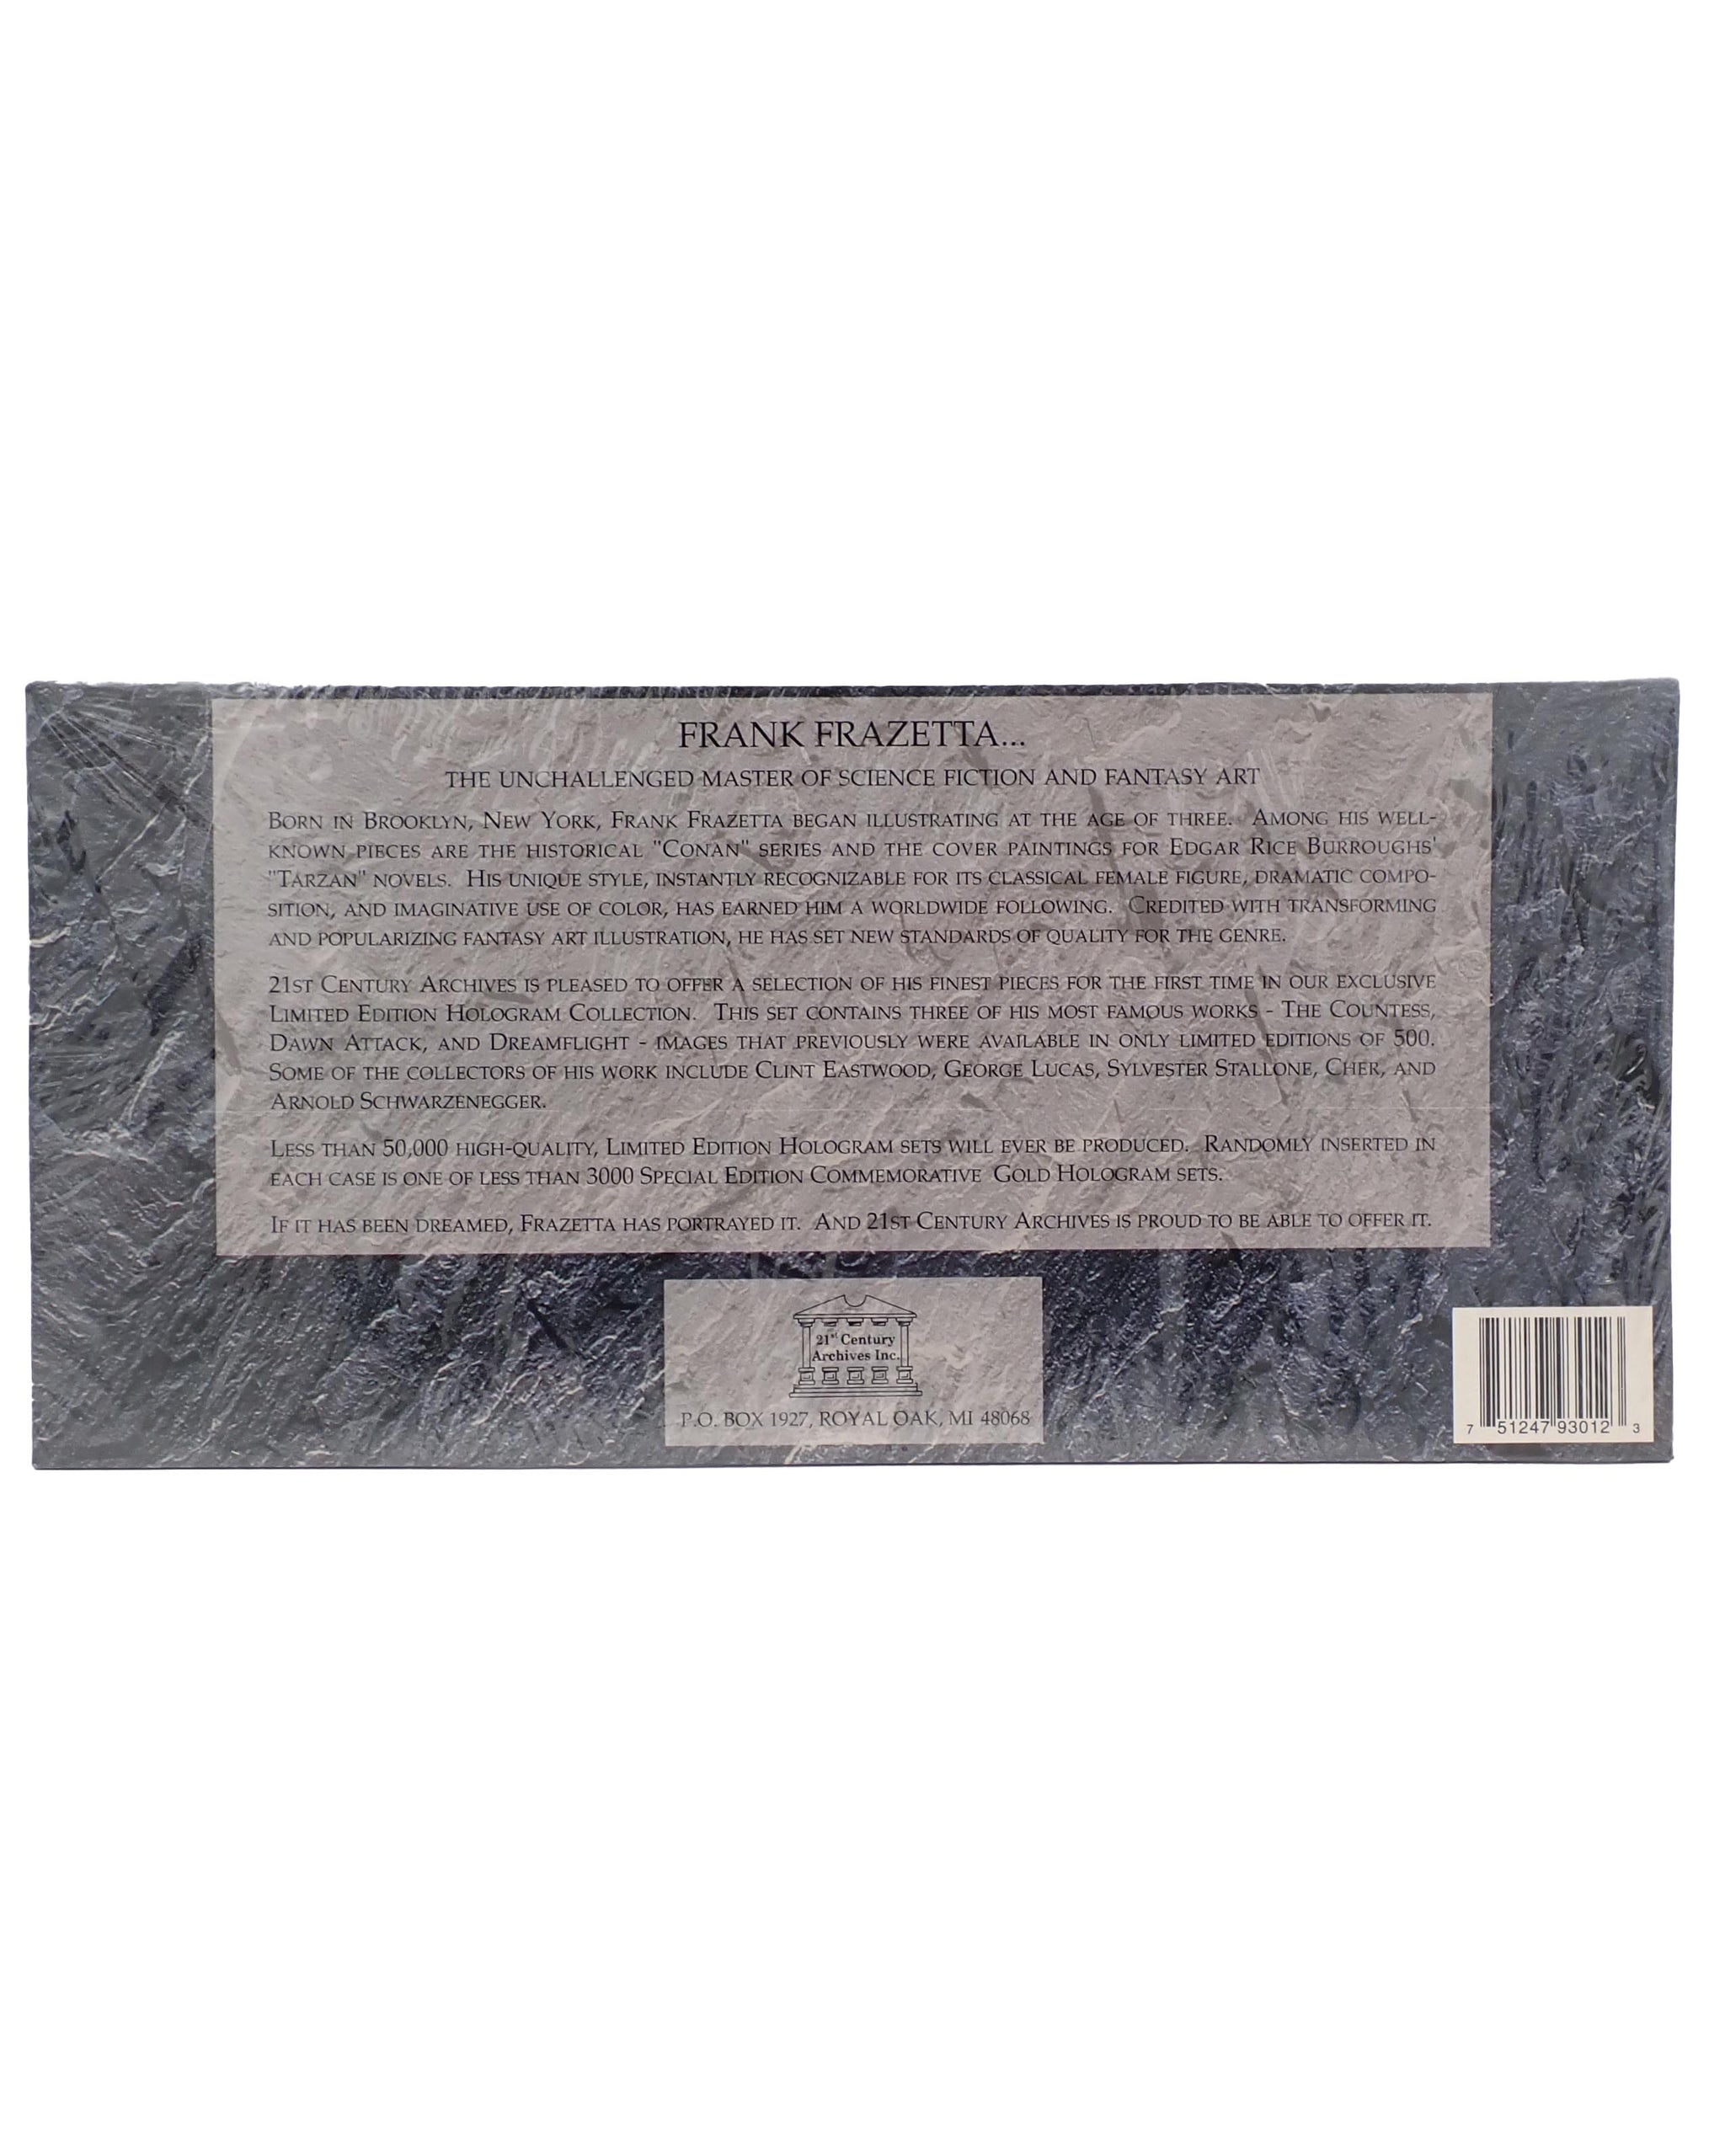 FRANK FRAZETTA...
THE UNCHALLENGED MASTER OF SCIENCE FICTION AND FANTASY ART
BORN IN BROOKLYN, NEW YORK, FRANK FRAZETTA BEGAN ILLUSTRATING AT THE AGE OF THREE. AMONG HIS WELL-
KNOWN PIECES ARE THE HISTORICAL "CONAN" SERIES AND THE COVER PAINTINGS FOR EDGAR RICE BURROUGHS'
"TARZAN" NOVELS. HIS UNIQUE STYLE, INSTANTLY RECOGNIZABLE FOR ITS CLASSICAL FEMALE FIGURE, DRAMATIC COMPO-
SITION, AND IMAGINATIVE USE OF COLOR, HAS EARNED HIM A WORLDWIDE FOLLOWING. CREDITED WITH TRANSFORMING
AND POPULARIZING FANTASY ART ILLUSTRATION, HE HAS SET NEW STANDARDS OF QUALITY FOR THE GENRE.
21ST CENTURY ARCHIVES IS PLEASED TO OFFER A SELECTION OF HIS FINEST PIECES FOR THE FIRST TIME IN OUR EXCLUSIVE
LIMITED EDITION HOLOGRAM COLLECTION. THIS SET CONTAINS THREE OF HIS MOST FAMOUS WORKS - THE COUNTESS,
DAWN ATTACK, AND DREAMFLIGHT - IMAGES THAT PREVIOUSLY WERE AVAILABLE IN ONLY LIMITED EDITIONS OF 500.
SOME OF THE COLLECTORS OF HIS WORK INCLUDE CLINT EASTWOOD, GEORGE LUCAS, SYLVESTER STALLONE, CHER, AND
ARNOLD SCHWARZENEGGER.
LESS THAN 50,000 HIGH-QUALITY, LIMITED EDITION HOLOGRAM SETS WILL EVER BE PRODUCED. RANDOMLY INSERTED IN
EACH CASE IS ONE OF LESS THAN 3000 SPECIAL EDITION COMMEMORATIVE GOLD HOLOGRAM SETS.
IF IT HAS BEEN DREAMED, FRAZETTA HAS PORTRAYED IT. AND 21ST CENTURY ARCHIVES IS PROUD TO BE ABLE TO OFFER IT.
21st Century
Archives Inc.
P.O. BOX 1927, ROYAL OAK, MI 48068
7 51247 93012 3